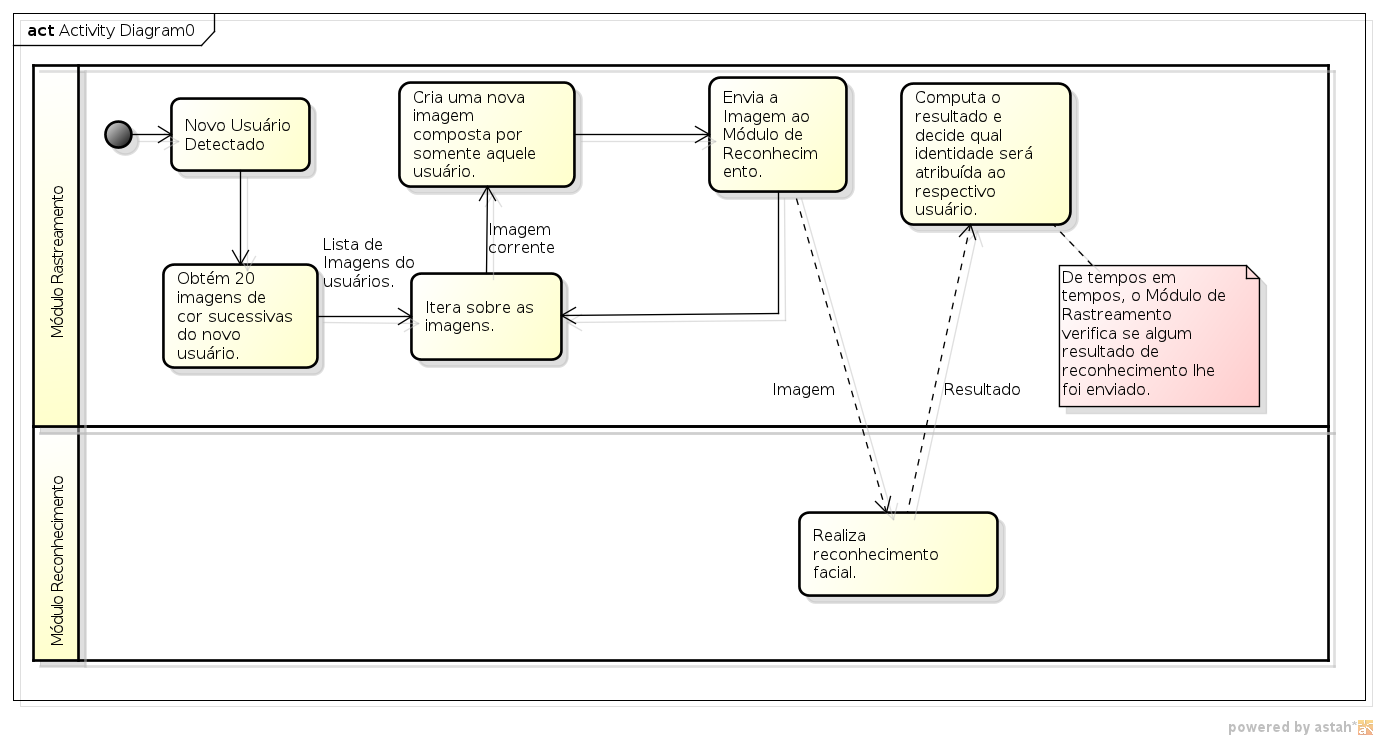 act Activity Diagram0
Módulo Rastreamento
Novo Usuário
Detectado
Obtém 20
imagens de
cor sucessivas
do novo
usuário.
Lista de
Imagens do
usuários.
Itera sobre as
imagens.
Imagem
corrente
Cria uma nova
imagem
composta por
somente aquele
usuário.
Envia a
Imagem ao
Módulo de
Reconhecim
ento.
Computa o
resultado e
decide qual
identidade será
atribuída ao
respectivo
usuário.
De tempos em
tempos, o Módulo de
Rastreamento
verifica se algum
resultado de
reconhecimento lhe
foi enviado.
Imagem
Resultado
Módulo Reconhecimento
Realiza
reconhecimento
facial.
powered by astah*